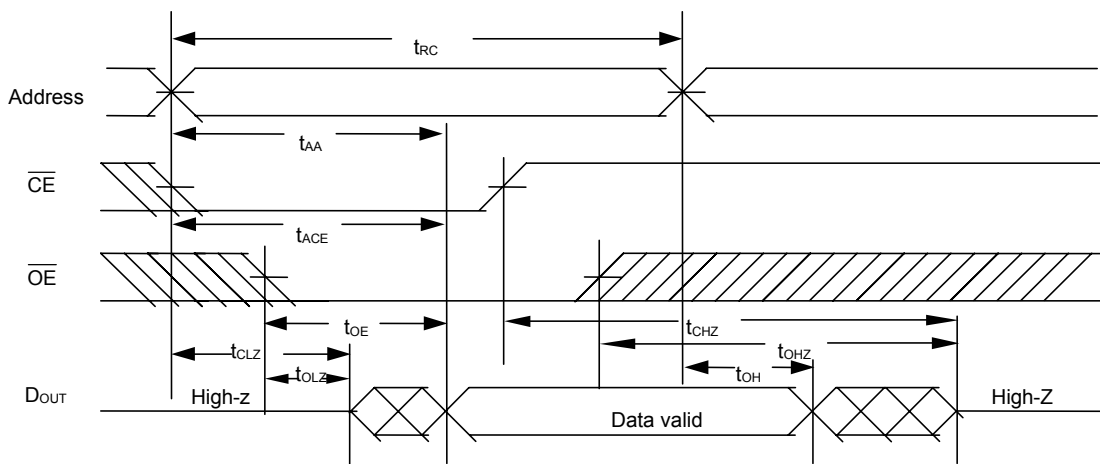 tRC
Address
tAA
CE
tACE
OE
tOE
tCHZ
tCLZ
tOHZ
tOLZ
tOH
DOUT
High-z
Data valid
High-Z